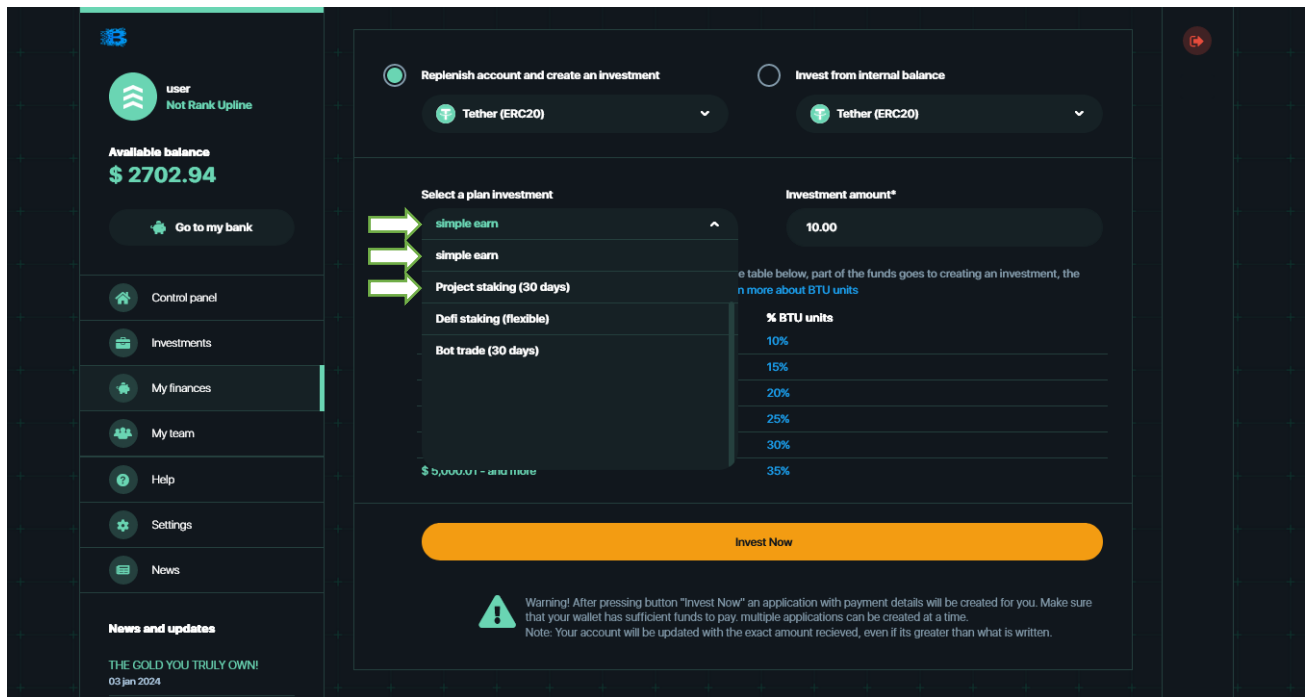 user
Not Rank Upline
Available balance
$ 2702.94
Go to my bank
Control panel
Investments
My finances
My team
Help
Settings
News
News and updates
THE GOLD YOU TRULY OWN!
03 jan 2024
Replenish account and create an investment
Tether (ERC20)
Invest from internal balance
Tether (ERC20)
Select a plan investment
simple earn
simple earn
Project staking (30 days)
Defi staking (flexible)
Bot trade (30 days)
Investment amount*
10.00
e table below, part of the funds goes to creating an investment, the
more about BTU units
% BTU units
10%
15%
20%
25%
30%
$ 5,000.01 - and more 35%
Invest Now
Warning! After pressing button "Invest Now" an application with payment details will be created for you. Make sure
that your wallet has sufficient funds to pay. multiple applications can be created at a time.
Note: Your account will be updated with the exact amount recieved, even if its greater than what is written.